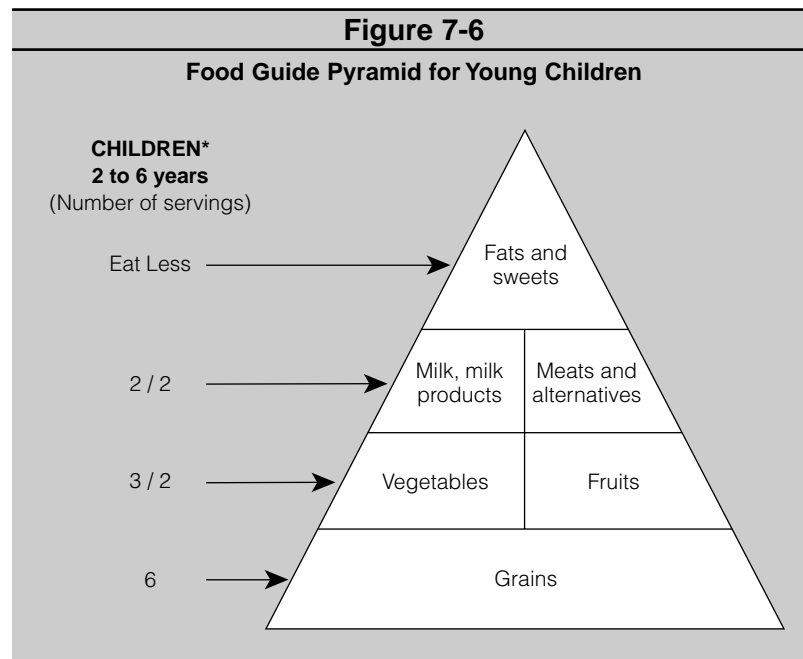 Figure 7-6
Food Guide Pyramid for Young Children
CHILDREN*
2 to 6 years
(Number of servings)
Eat Less
Fats and
sweets
2 / 2
Milk, milk
products
Meats and
alternatives
3 / 2
Vegetables
Fruits
6
Grains